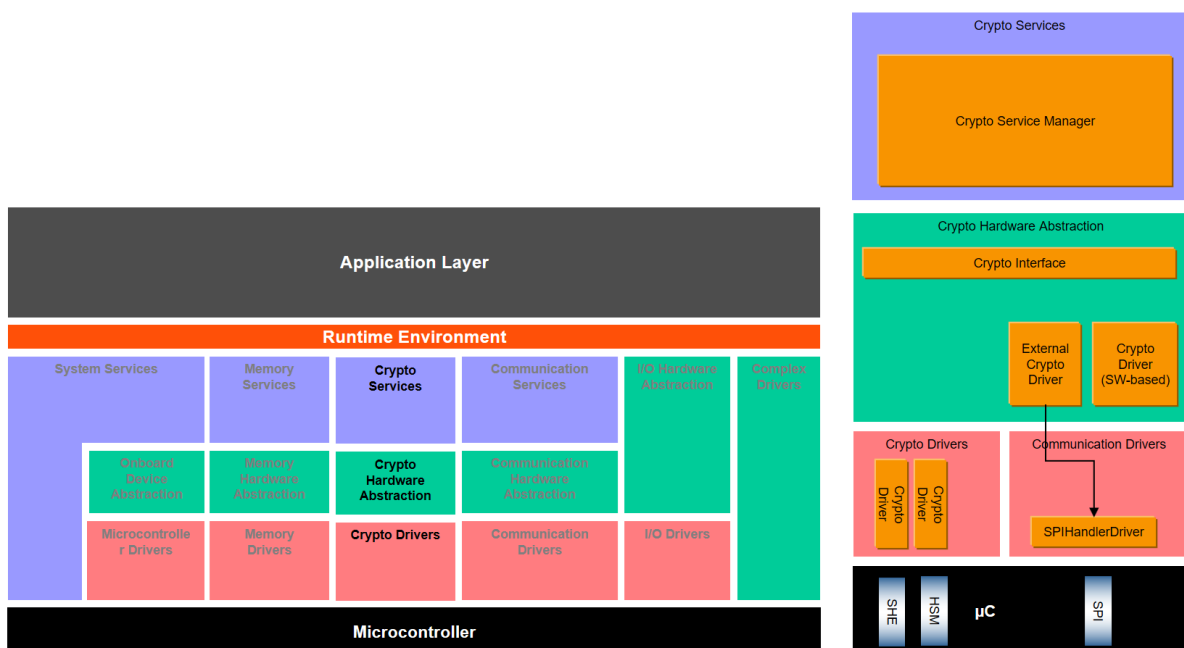 Application Layer
Runtime Environment
System Services
Memory
Services
Crypto
Services
Communication
Services
I/O Hardware
Abstraction
Complex
Drivers
Onboard
Device
Abstraction
Memory
Hardware
Abstraction
Crypto
Hardware
Abstraction
Communication
Hardware
Abstraction
Microcontrolle
r Drivers
Memory
Drivers
Crypto Drivers
Communication
Drivers
I/O Drivers
Microcontroller
Crypto Services
Crypto Service Manager
Crypto Hardware Abstraction
Crypto Interface
External
Crypto
Driver
Crypto
Driver
(SW-based)
Crypto Drivers
Crypto
Driver
Crypto
Driver
Communication Drivers
SPIHandlerDriver
SHE
HSM
µC
SPI